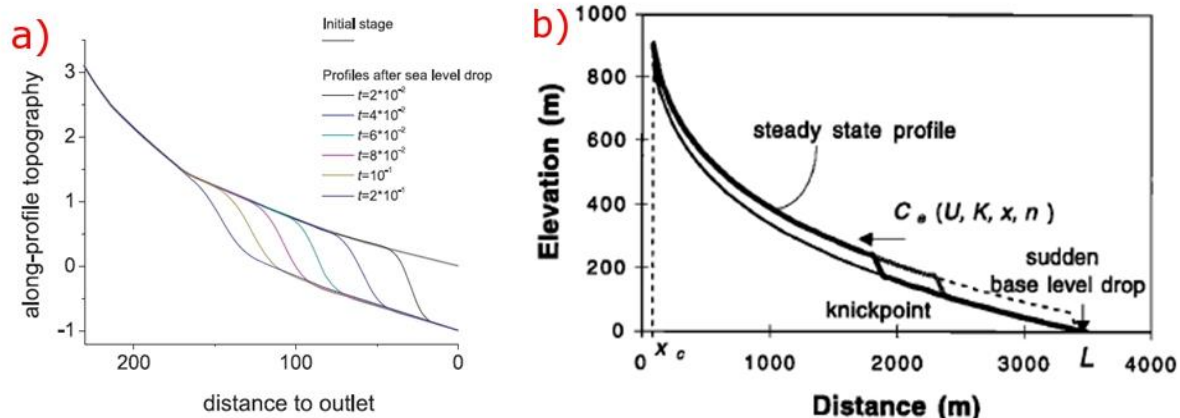 a)
Initial stage
Profiles after sea level drop
t=2*10⁻²
t=4*10⁻²
t=6*10⁻²
t=8*10⁻²
t=10⁻¹
t=2*10⁻¹
along-profile topography
3
2
1
0
-1
200
100
0
distance to outlet
b)
Elevation (m)
1000
800
600
400
200
0
steady state profile
C e (U, K, x, n)
sudden
base level drop
knickpoint
0
x c
1000
2000
3000
L
4000
Distance (m)